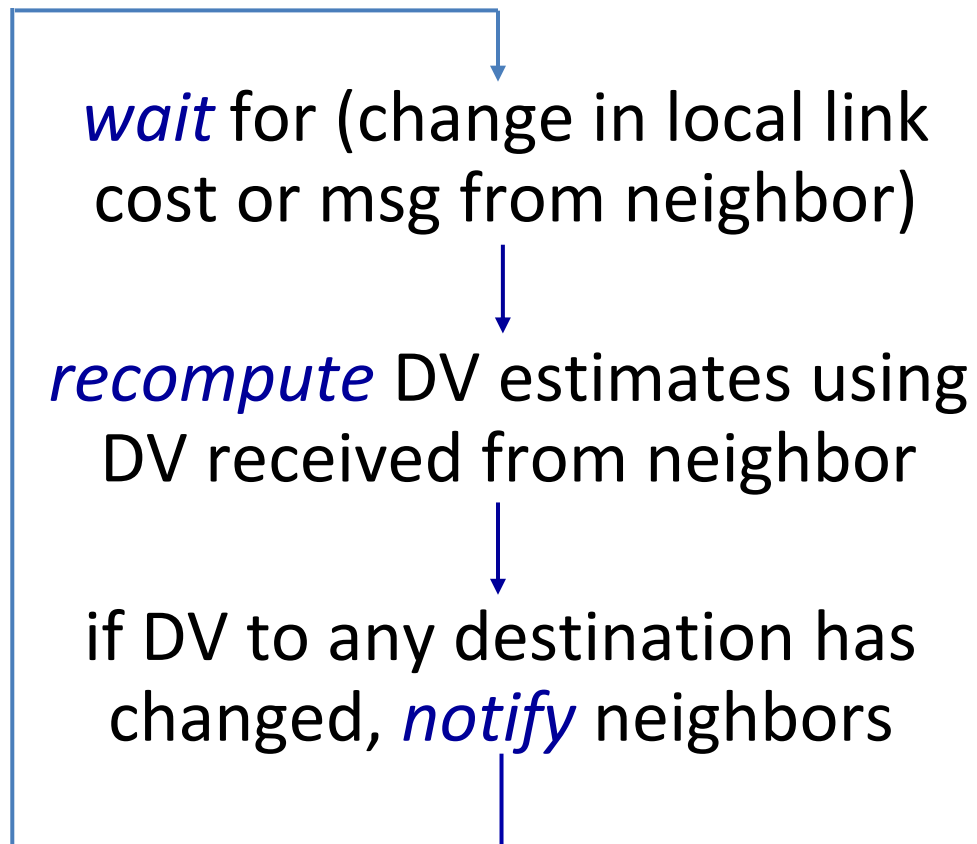 wait for (change in local link
cost or msg from neighbor)
recompute DV estimates using
DV received from neighbor
if DV to any destination has
changed, notify neighbors